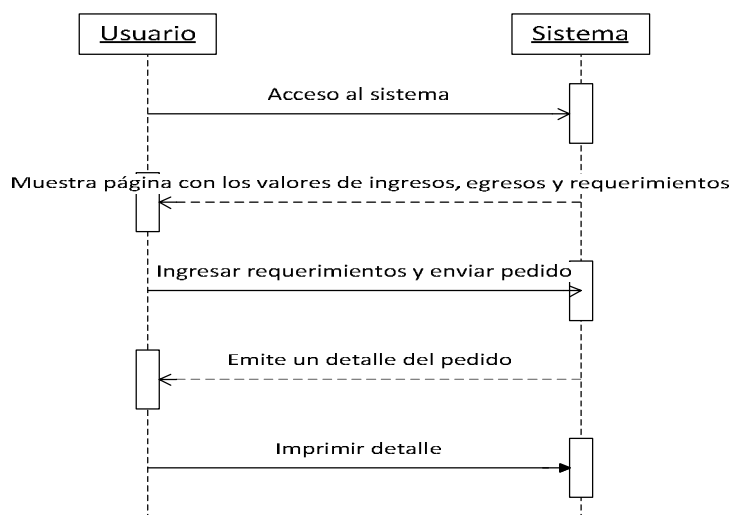 Usuario
Sistema
Acceso al sistema
Muestra página con los valores de ingresos, egresos y requerimientos
Ingresar requerimientos y enviar pedido
Emite un detalle del pedido
Imprimir detalle